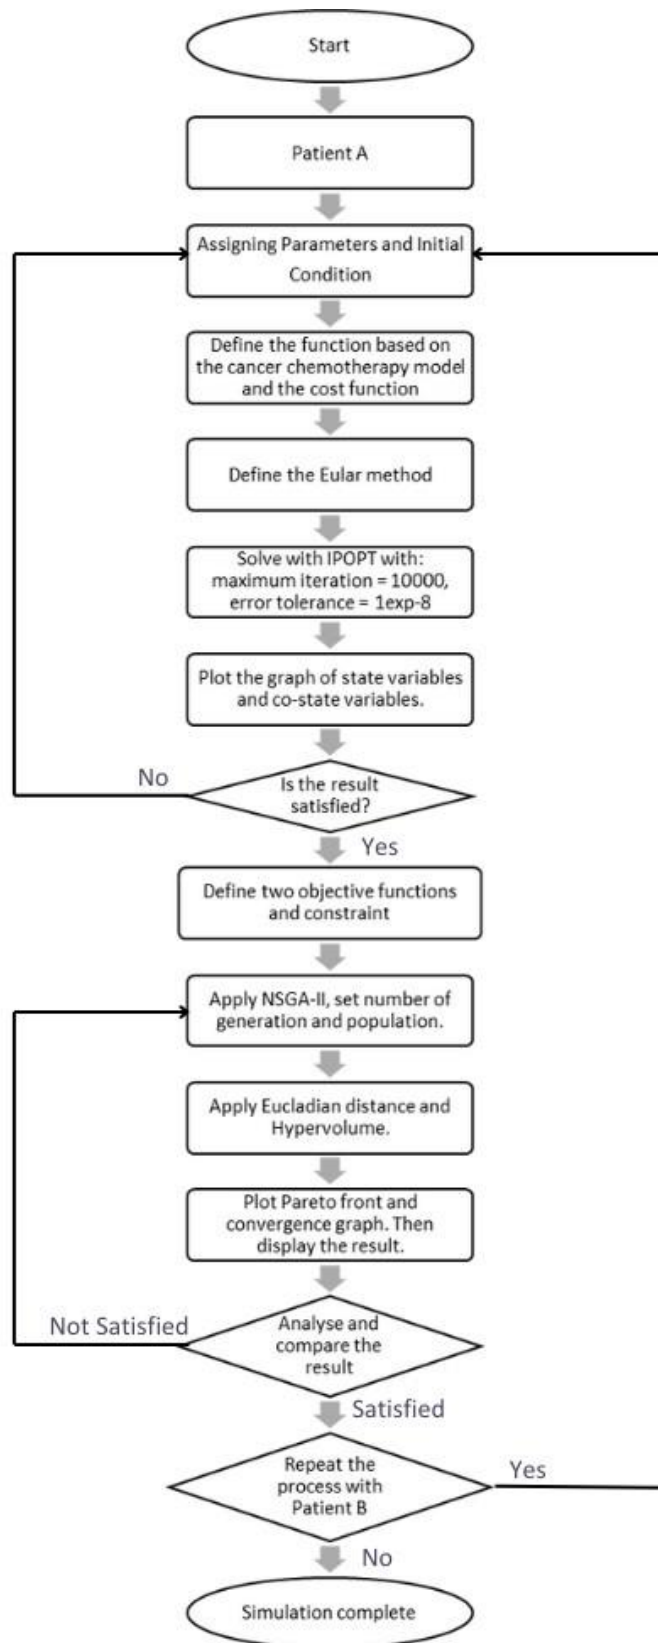 Start
Patient A
Assigning Parameters and Initial
Condition
Define the function based on
the cancer chemotherapy model
and the cost function
Define the Eular method
Solve with IPOPT with:
maximum iteration = 10000,
error tolerance = 1exp-8
Plot the graph of state variables
and co-state variables.
No
Is the result
satisfied?
Yes
Define two objective functions
and constraint
Apply NSGA-II, set number of
generation and population.
Apply Eucladian distance and
Hypervolume.
Plot Pareto front and
convergence graph. Then
display the result.
Not Satisfied
Analyse and
compare the
result
Satisfied
Repeat the
process with
Patient B
Yes
No
Simulation complete